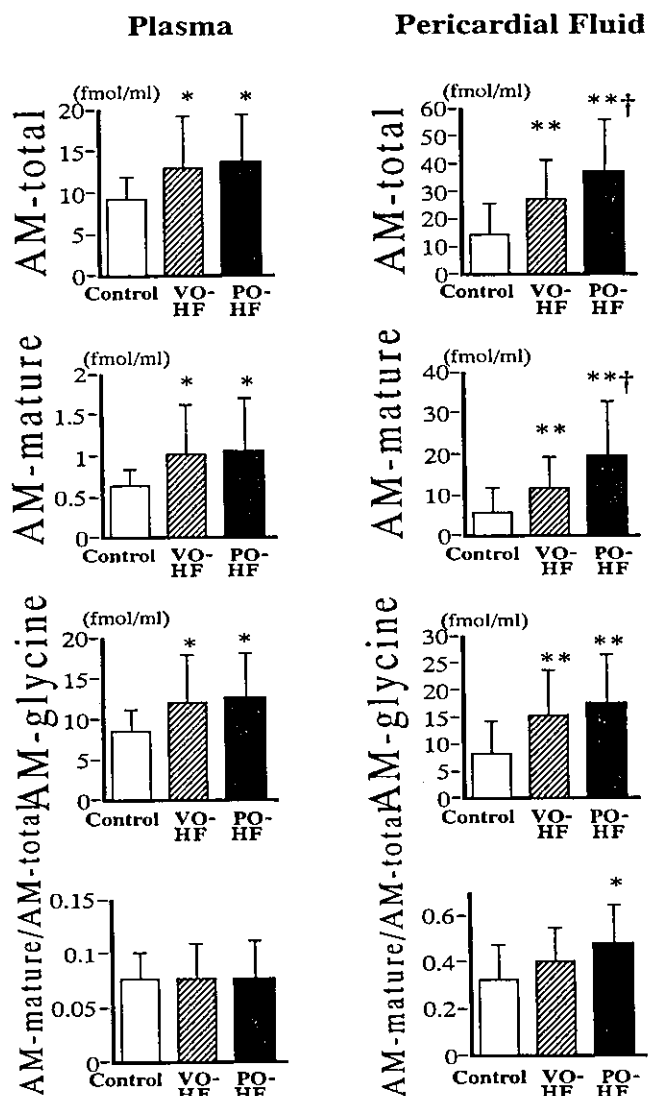 Plasma
Pericardial Fluid
AM-total
(fmol/ml)
20
15
10
5
0
* *
Control VO-HF PO-HF
AM-total
(fmol/ml)
60
50
40
30
20
10
0
** **†
Control VO-HF PO-HF
AM-mature
(fmol/ml)
2
1.5
1
0.5
0
* *
Control VO-HF PO-HF
AM-mature
(fmol/ml)
40
30
20
10
0
** **†
Control VO-HF PO-HF
AM-glycine
(fmol/ml)
20
15
10
5
0
* *
Control VO-HF PO-HF
AM-glycine
(fmol/ml)
30
25
20
15
10
5
0
** **
Control VO-HF PO-HF
AM-mature/AM-total
0.15
0.1
0.05
0
Control VO-HF PO-HF
AM-mature/AM-total
0.6
0.4
0.2
0
*
Control VO-HF PO-HF